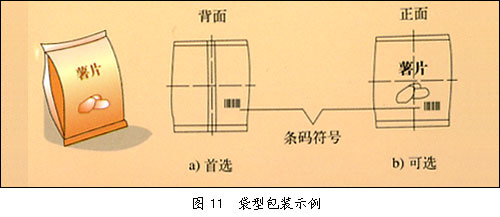 背面
正面
薯片
薯片
条码符号
a) 首选
b) 可选
图 11 袋型包装示例